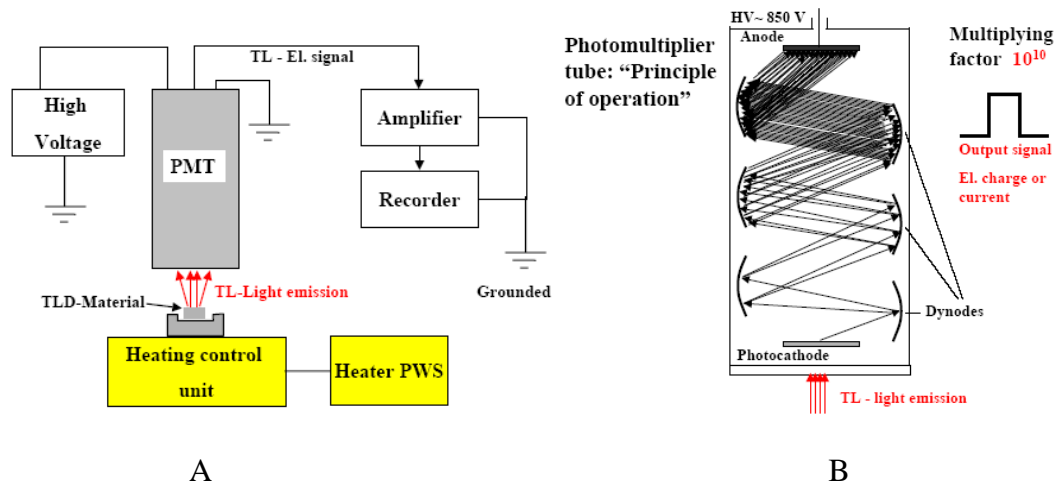 TL - El. signal
High
Voltage
PMT
Amplifier
Recorder
Grounded
TL-Light emission
TLD-Material
Heating control
unit
Heater PWS
A
Photomultiplier
tube: “Principle
of operation”
HV~ 850 V
Anode
Multiplying
factor 10¹⁰
Output signal
El. charge or
current
Dynodes
Photocathode
TL - light emission
B